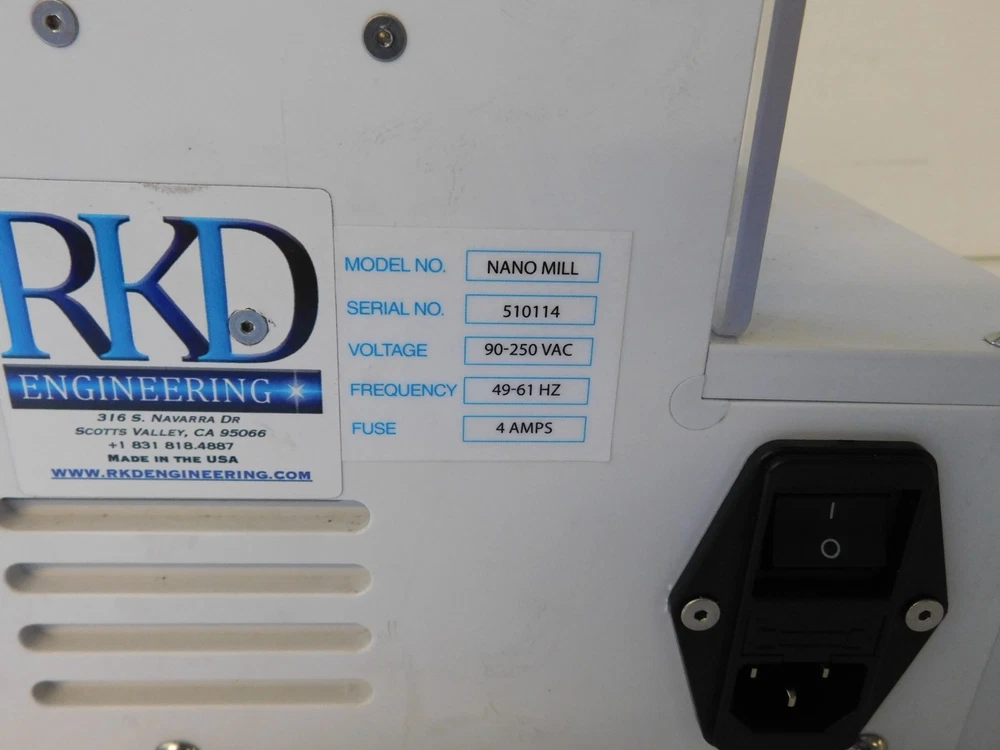 RKD
ENGINEERING
316 S. NAVARRA DR
SCOTTS VALLEY, CA 95066
+1 831 818.4887
MADE IN THE USA
WWW.RKDENGINEERING.COM
MODEL NO. NANO MILL
SERIAL NO. 510114
VOLTAGE 90-250 VAC
FREQUENCY 49-61 HZ
FUSE 4 AMPS
I
O